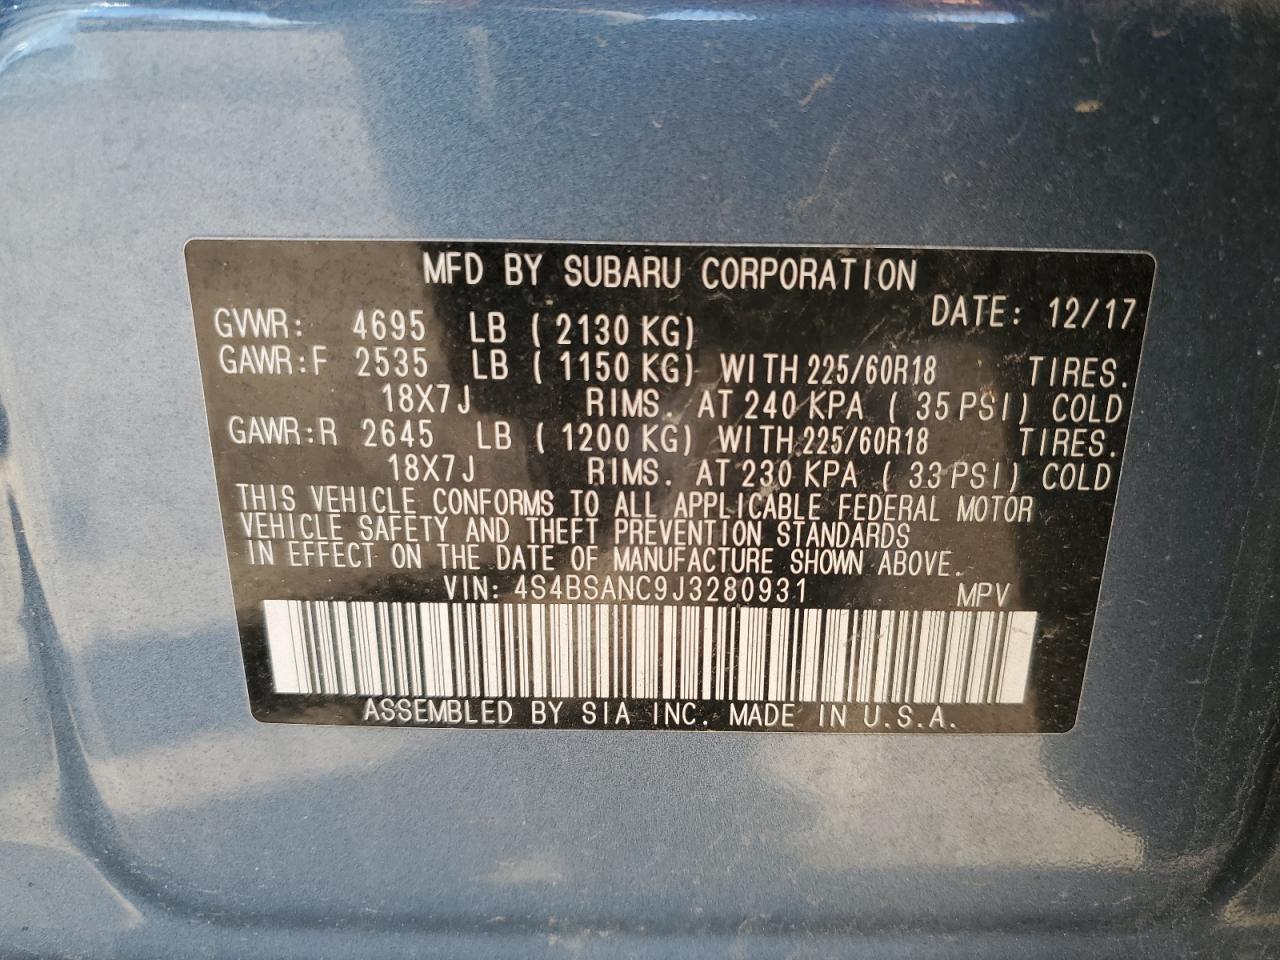 MFD BY SUBARU CORPORATION
DATE: 12/17
GVWR: 4695 LB ( 2130 KG)
GAWR:F 2535 LB ( 1150 KG) WITH 225/60R18 TIRES.
18X7J RIMS. AT 240 KPA ( 35 PSI) COLD
GAWR:R 2645 LB ( 1200 KG) WITH 225/60R18 TIRES.
18X7J RIMS. AT 230 KPA ( 33 PSI) COLD
THIS VEHICLE CONFORMS TO ALL APPLICABLE FEDERAL MOTOR
VEHICLE SAFETY AND THEFT PREVENTION STANDARDS
IN EFFECT ON THE DATE OF MANUFACTURE SHOWN ABOVE.
VIN: 4S4BSANC9J3280931 MPV
ASSEMBLED BY SIA INC. MADE IN U.S.A.